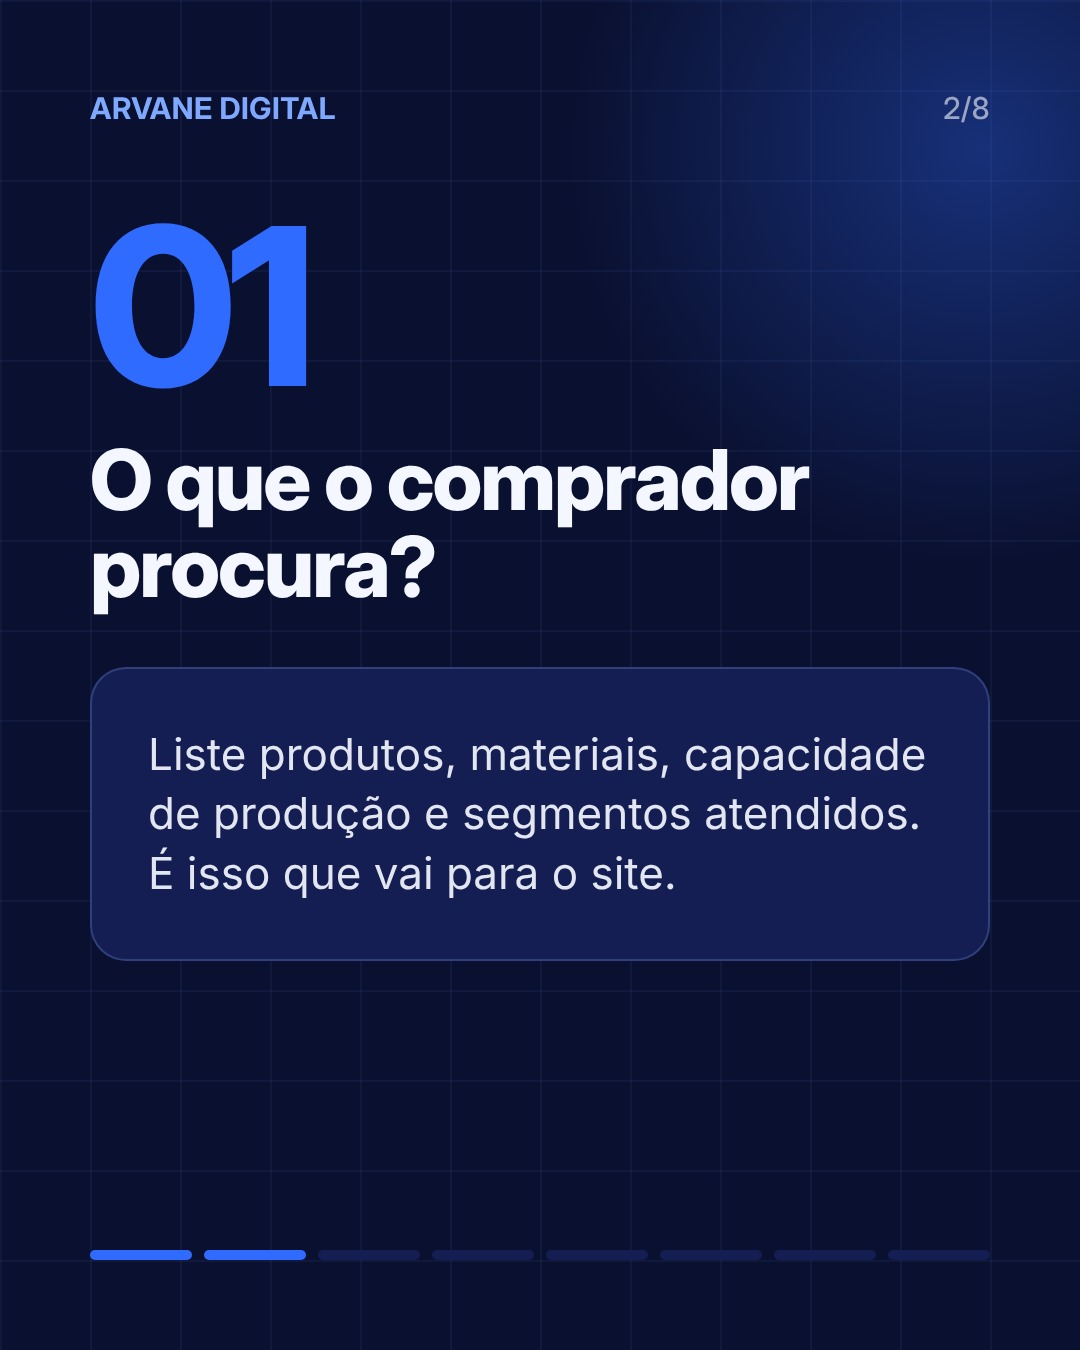 ARVANE DIGITAL
2/8
01
O que o comprador
procura?
Liste produtos, materiais, capacidade
de produção e segmentos atendidos.
É isso que vai para o site.